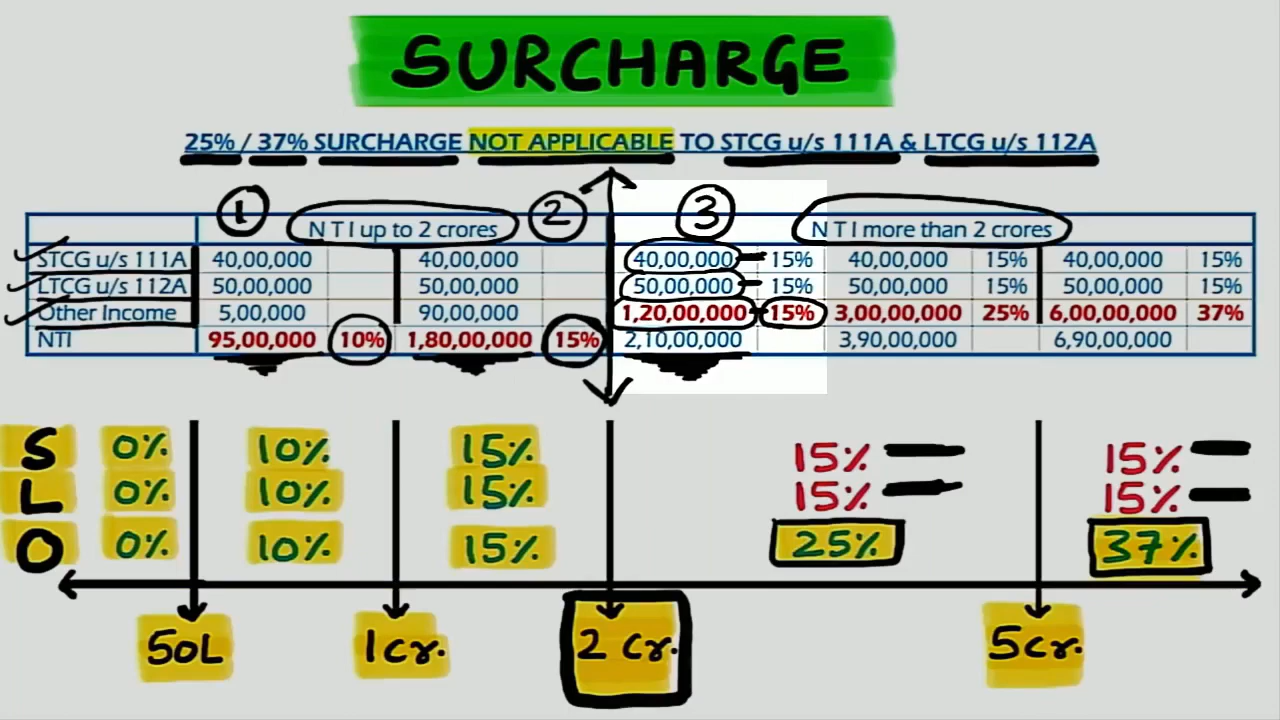 SURCHARGE
25% / 37% SURCHARGE NOT APPLICABLE TO STCG u/s 111A & LTCG u/s 112A
1 2 3
N T I up to 2 crores N T I more than 2 crores
STCG u/s 111A 40,00,000 40,00,000 40,00,000 15% 40,00,000 15% 40,00,000 15%
LTCG u/s 112A 50,00,000 50,00,000 50,00,000 15% 50,00,000 15% 50,00,000 15%
Other Income 5,00,000 90,00,000 1,20,00,000 15% 3,00,00,000 25% 6,00,00,000 37%
NTI 95,00,000 10% 1,80,00,000 15% 2,10,00,000 3,90,00,000 6,90,00,000
S 0% 10% 15% 15% 15%
L 0% 10% 15% 15% 15%
O 0% 10% 15% 25% 37%
50L 1cr. 2 Cr. 5cr.